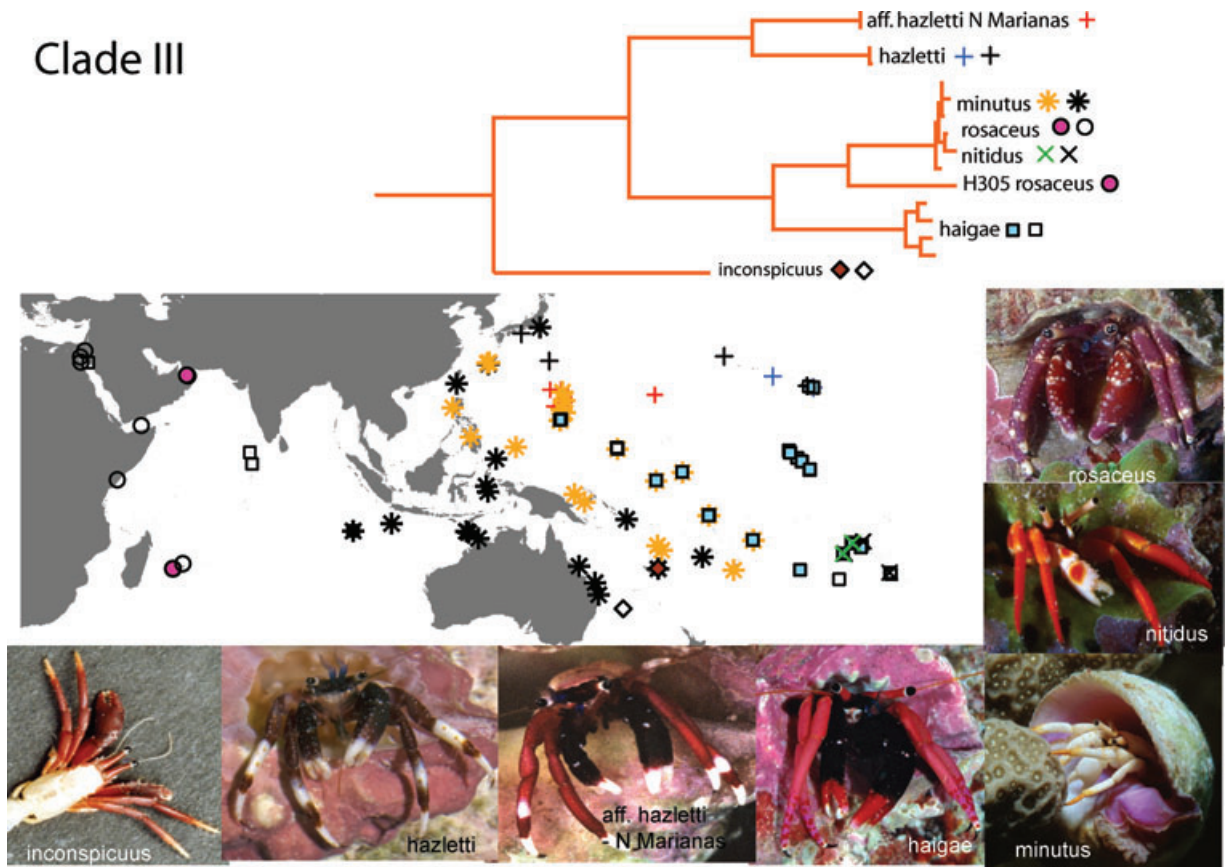 Clade III
aff. hazletti N Marianas
hazletti
minutus
rosaceus
nitidus
H305 rosaceus
haigae
inconspicuus
rosaceus
nitidus
inconspicuus
hazletti
aff. hazletti
- N Marianas
haigae
minutus